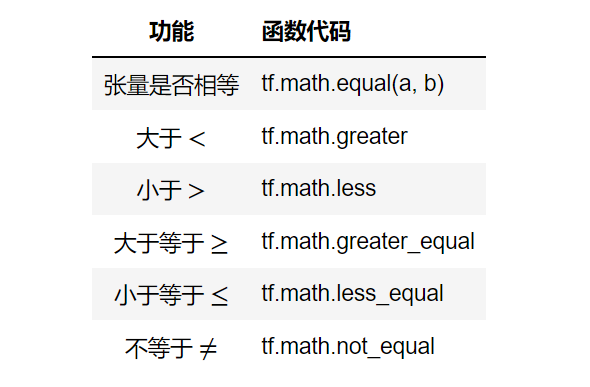 功能 函数代码
张量是否相等 tf.math.equal(a, b)
大于 < tf.math.greater
小于 > tf.math.less
大于等于 ≥ tf.math.greater_equal
小于等于 ≤ tf.math.less_equal
不等于 ≠ tf.math.not_equal